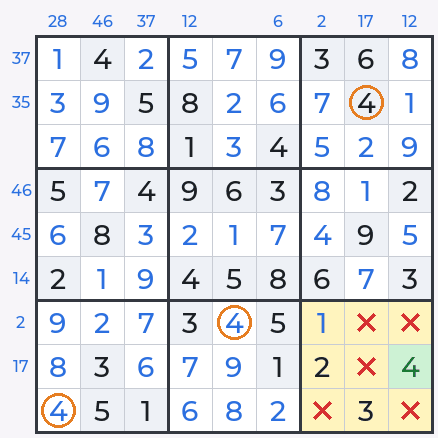 28 46 37 12 6 2 17 12
37 1 4 2 5 7 9 3 6 8
35 3 9 5 8 2 6 7 4 1
7 6 8 1 3 4 5 2 9
46 5 7 4 9 6 3 8 1 2
45 6 8 3 2 1 7 4 9 5
14 2 1 9 4 5 8 6 7 3
2 9 2 7 3 4 5 1
17 8 3 6 7 9 1 2 4
4 5 1 6 8 2 3